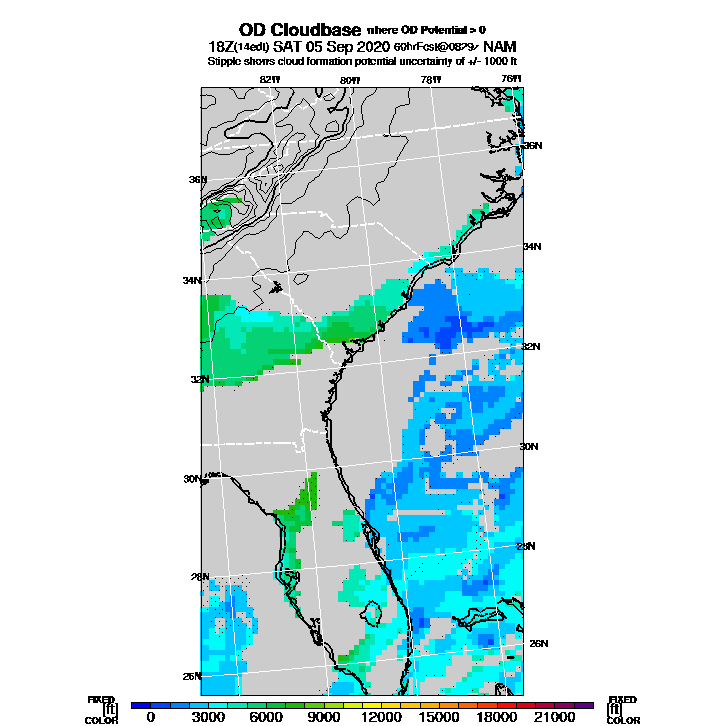 OD Cloudbase where OD Potential > 0
18Z(14edt) SAT 05 Sep 2020 60hrFcst@0829z NAM
Stipple shows cloud formation potential uncertainty of +/- 1000 ft
82W 80W 78W 76W
36N
36N
34N
34N
32N
32N
30N
30N
28N
28N
26N
26N
FIXED FIXED
[ft] [ft]
COLOR COLOR
0 3000 6000 9000 12000 15000 18000 21000